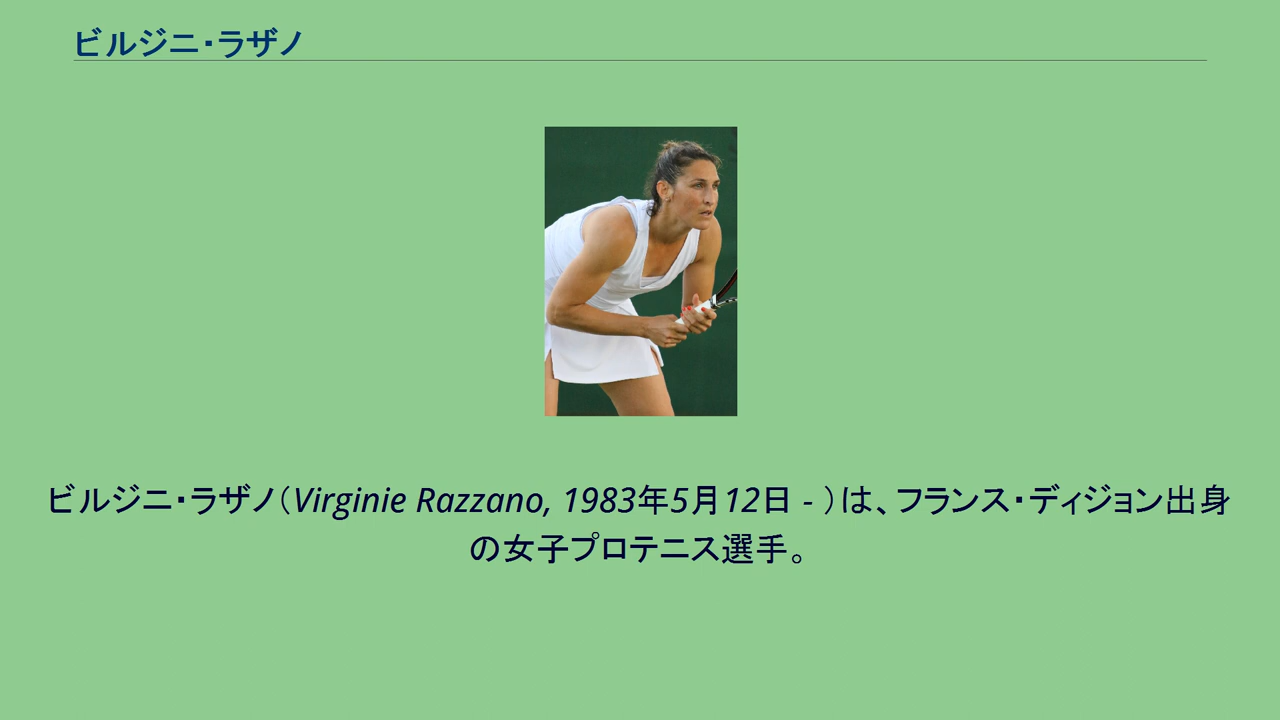 ビルジニ・ラザノ
ビルジニ・ラザノ（Virginie Razzano, 1983年5月12日 - ）は、フランス・ディジョン出身
の女子プロテニス選手。